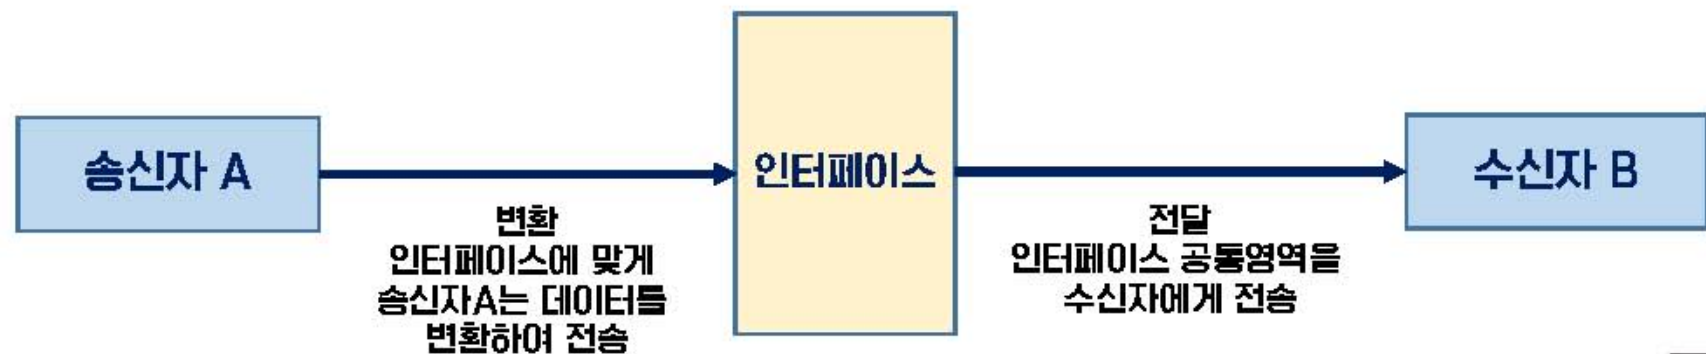 송신자 A
인터페이스
수신자 B
변환
인터페이스에 맞게
송신자A는 데이터를
변환하여 전송
전달
인터페이스 공통영역을
수신자에게 전송